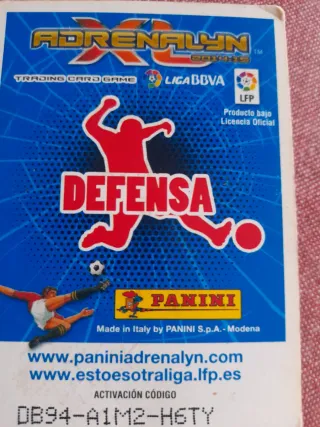 ADRENALYN
XL
TM
TRADING CARD GAME
LIGA BBVA
LFP
Producto bajo
Licencia Oficial
DEFENSA
PANINI
Made in Italy by PANINI S.p.A. - Modena
www.paniniadrenalyn.com
www.estoesotraliga.lfp.es
ACTIVACIÓN CÓDIGO
DB94-A1M2-H6TY